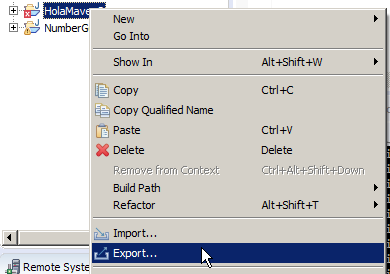 HolaMave
NumberG
New
Go Into
Show In Alt+Shift+W
Copy Ctrl+C
Copy Qualified Name
Paste Ctrl+V
Delete Delete
Remove from Context Ctrl+Alt+Shift+Down
Build Path
Refactor Alt+Shift+T
Import...
Export...
Remote System